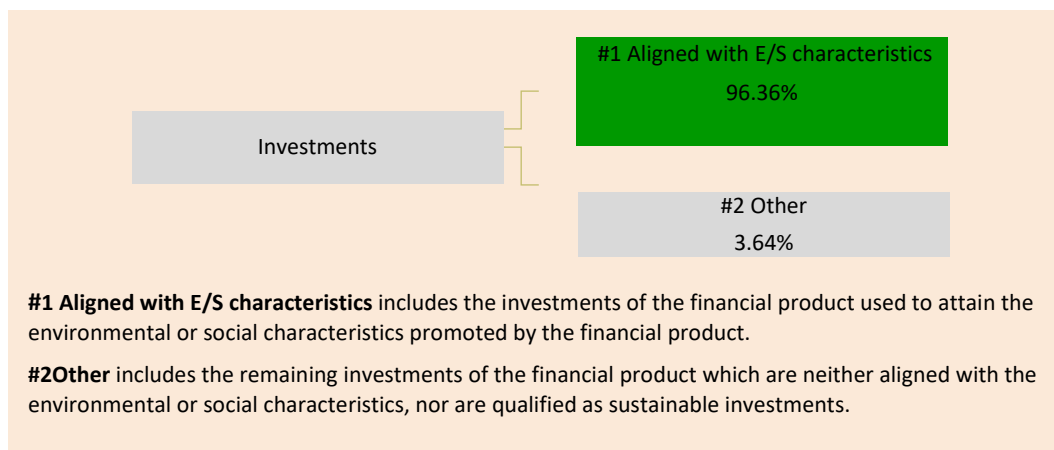 #1 Aligned with E/S characteristics
96.36%
Investments
#2 Other
3.64%
#1 Aligned with E/S characteristics includes the investments of the financial product used to attain the
environmental or social characteristics promoted by the financial product.
#2Other includes the remaining investments of the financial product which are neither aligned with the
environmental or social characteristics, nor are qualified as sustainable investments.